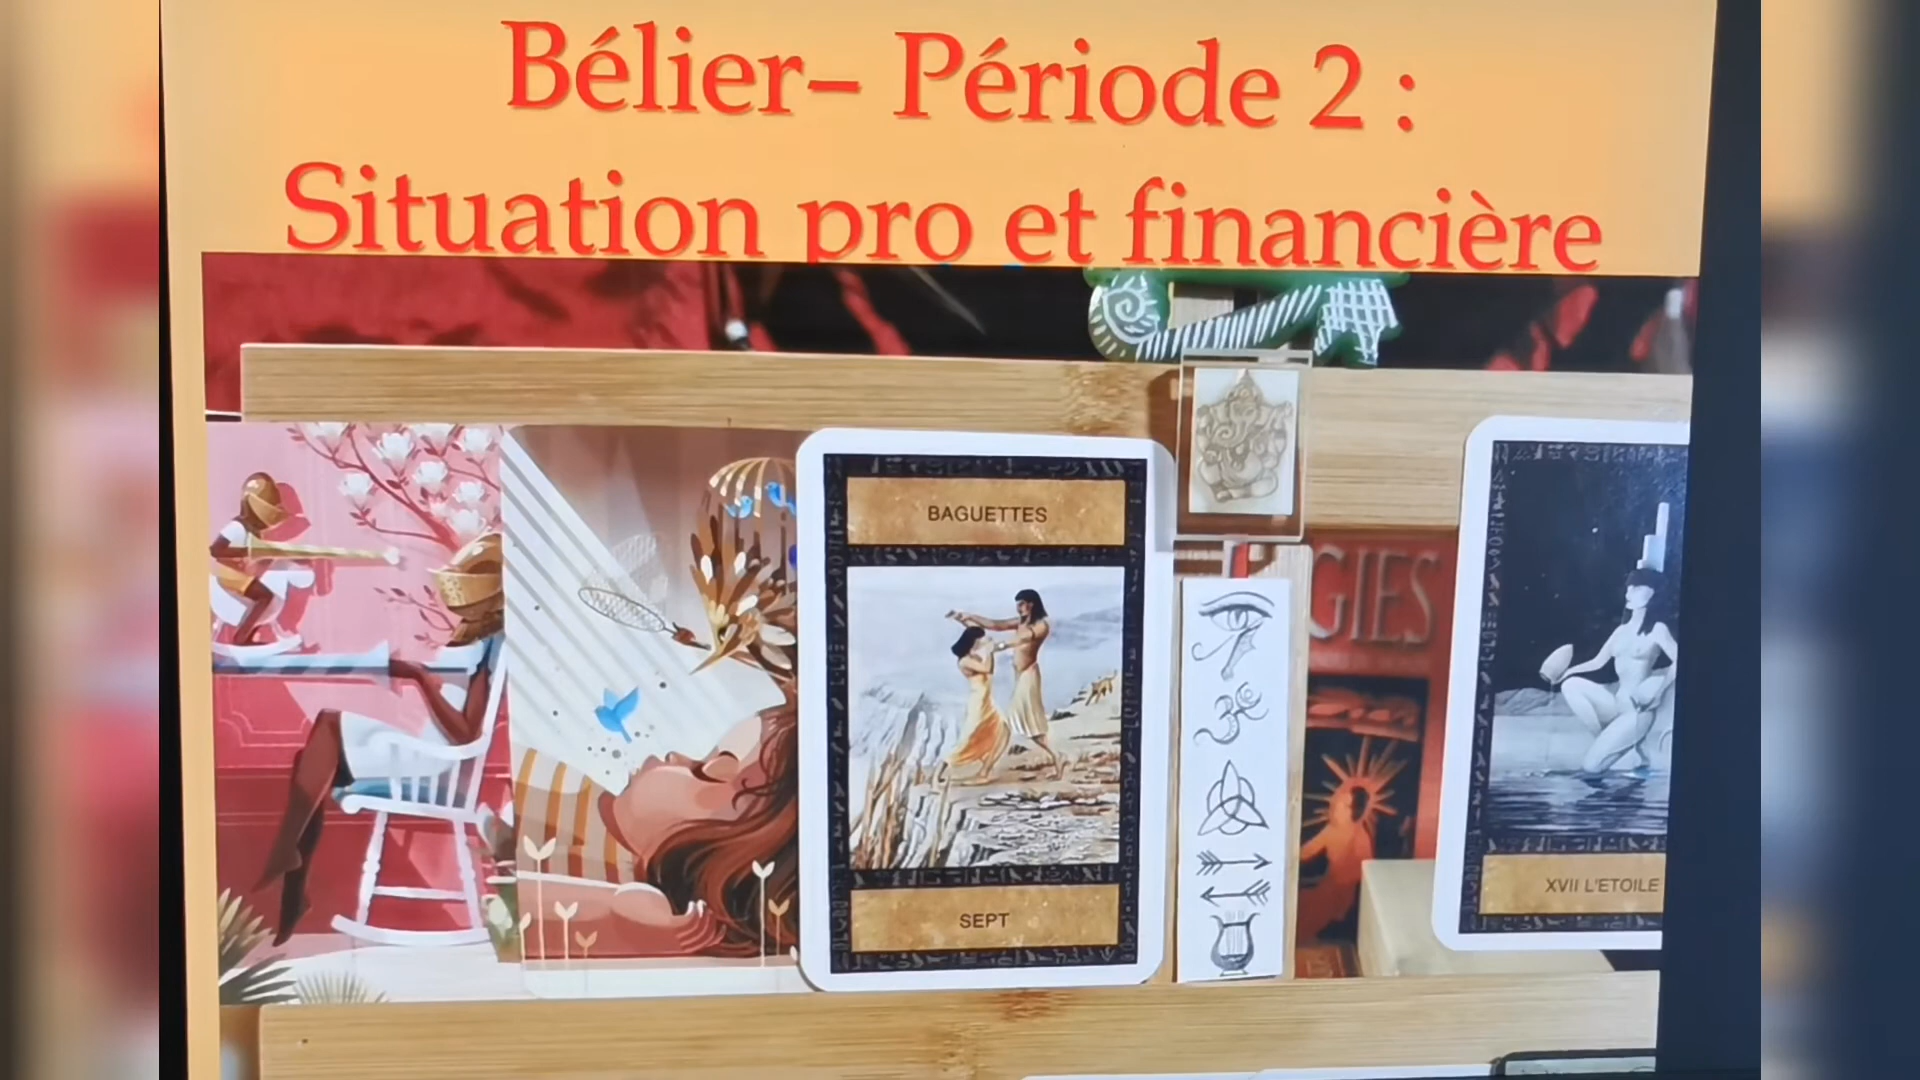 Bélier– Période 2 :
Situation pro et financière
BAGUETTES
GIES
SEPT
XVII L'ETOILE